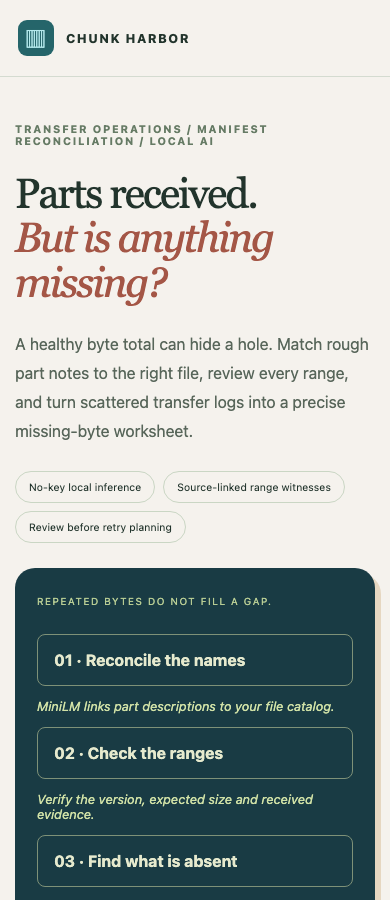 CHUNK HARBOR
TRANSFER OPERATIONS / MANIFEST
RECONCILIATION / LOCAL AI
Parts received.
But is anything
missing?
A healthy byte total can hide a hole. Match rough
part notes to the right file, review every range,
and turn scattered transfer logs into a precise
missing-byte worksheet.
No-key local inference
Source-linked range witnesses
Review before retry planning
REPEATED BYTES DO NOT FILL A GAP.
01 · Reconcile the names
MiniLM links part descriptions to your file catalog.
02 · Check the ranges
Verify the version, expected size and received
evidence.
03 · Find what is absent